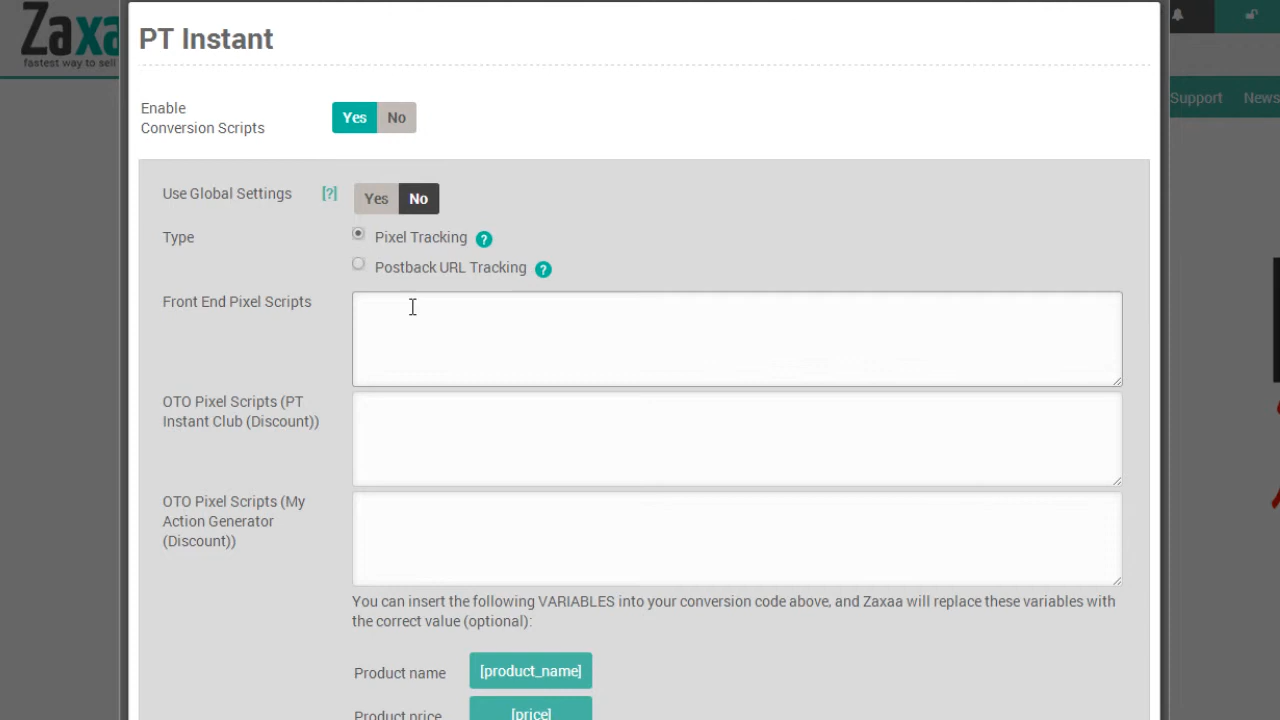 Zaxa
fastest way to sell
PT Instant
Support News
Enable
Conversion Scripts
Yes No
Use Global Settings [?] Yes No
Type
Pixel Tracking ?
Postback URL Tracking ?
Front End Pixel Scripts
OTO Pixel Scripts (PT
Instant Club (Discount))
OTO Pixel Scripts (My
Action Generator
(Discount))
You can insert the following VARIABLES into your conversion code above, and Zaxaa will replace these variables with
the correct value (optional):
Product name [product_name]
Product price [price]